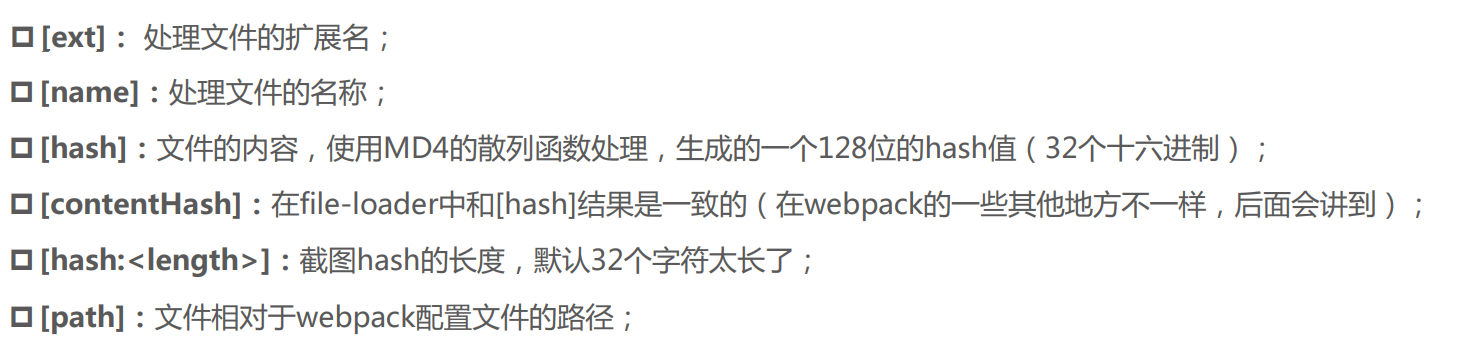 [ext]： 处理文件的扩展名；
[name]：处理文件的名称；
[hash]：文件的内容，使用MD4的散列函数处理，生成的一个128位的hash值（32个十六进制）；
[contentHash]：在file-loader中和[hash]结果是一致的（在webpack的一些其他地方不一样，后面会讲到）；
[hash:<length>]：截图hash的长度，默认32个字符太长了；
[path]：文件相对于webpack配置文件的路径；